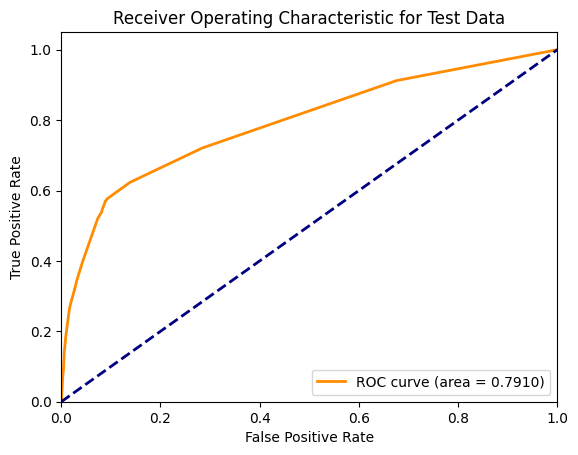 Receiver Operating Characteristic for Test Data
True Positive Rate
1.0
0.8
0.6
0.4
0.2
0.0
ROC curve (area = 0.7910)
0.0 0.2 0.4 0.6 0.8 1.0
False Positive Rate